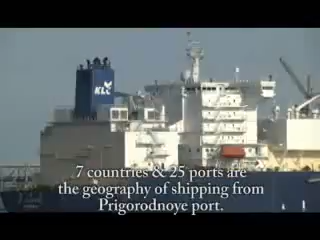 KLC
7 countries & 25 ports are
the geography of shipping from
Prigorodnoye port.